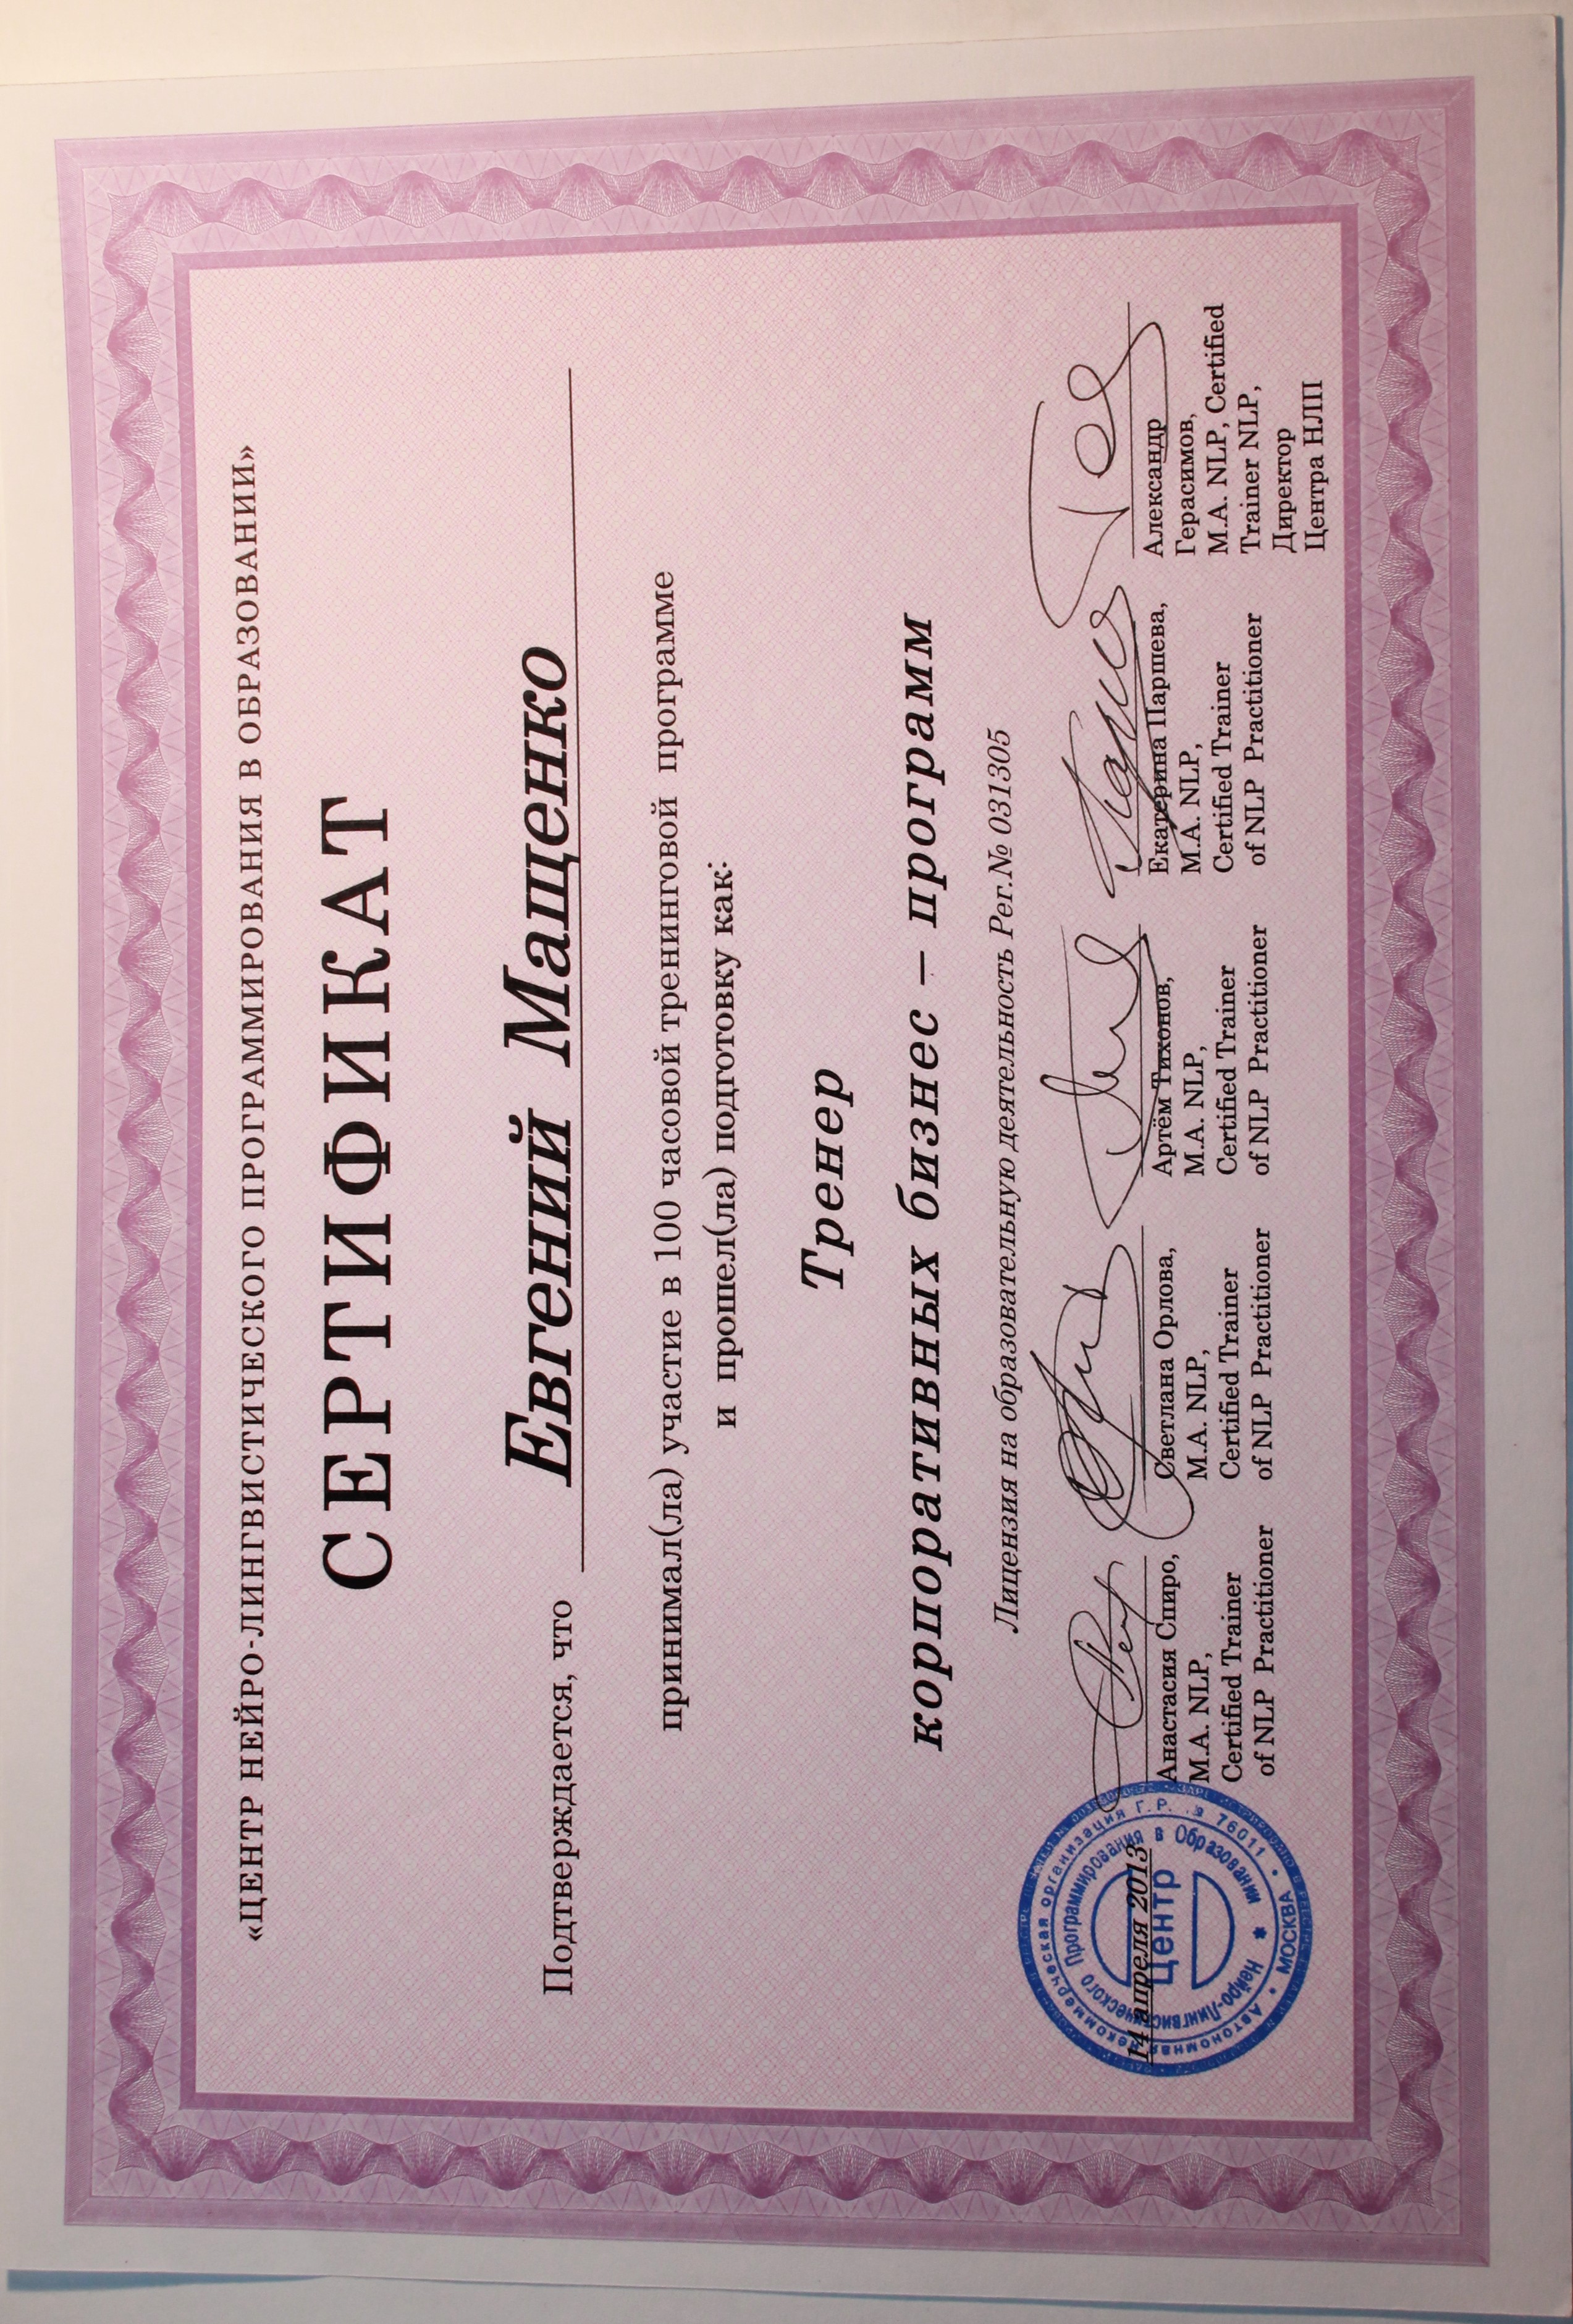 «ЦЕНТР НЕЙРО-ЛИНГВИСТИЧЕСКОГО ПРОГРАММИРОВАНИЯ В ОБРАЗОВАНИИ»
СЕРТИФИКАТ
Подтверждается, что Евгений Мащенко
принимал(ла) участие в 100 часовой тренинговой программе
и прошел(ла) подготовку как:
Тренер
корпоративных бизнес – программ
Лицензия на образовательную деятельность Рег.№ 031305
14 апреля 2013
Анастасия Спиро,
M.A. NLP,
Certified Trainer
of NLP Practitioner
Светлана Орлова,
M.A. NLP,
Certified Trainer
of NLP Practitioner
Артём Тихонов,
M.A. NLP,
Certified Trainer
of NLP Practitioner
Екатерина Паршева,
M.A. NLP,
Certified Trainer
of NLP Practitioner
Александр
Герасимов,
M.A. NLP, Certified
Trainer NLP,
Директор
Центра НЛП
Автономная некоммерческая организация Г.Р. № 76011
МОСКВА
Нейро-Лингвистического Программирования в Образовании
Центр